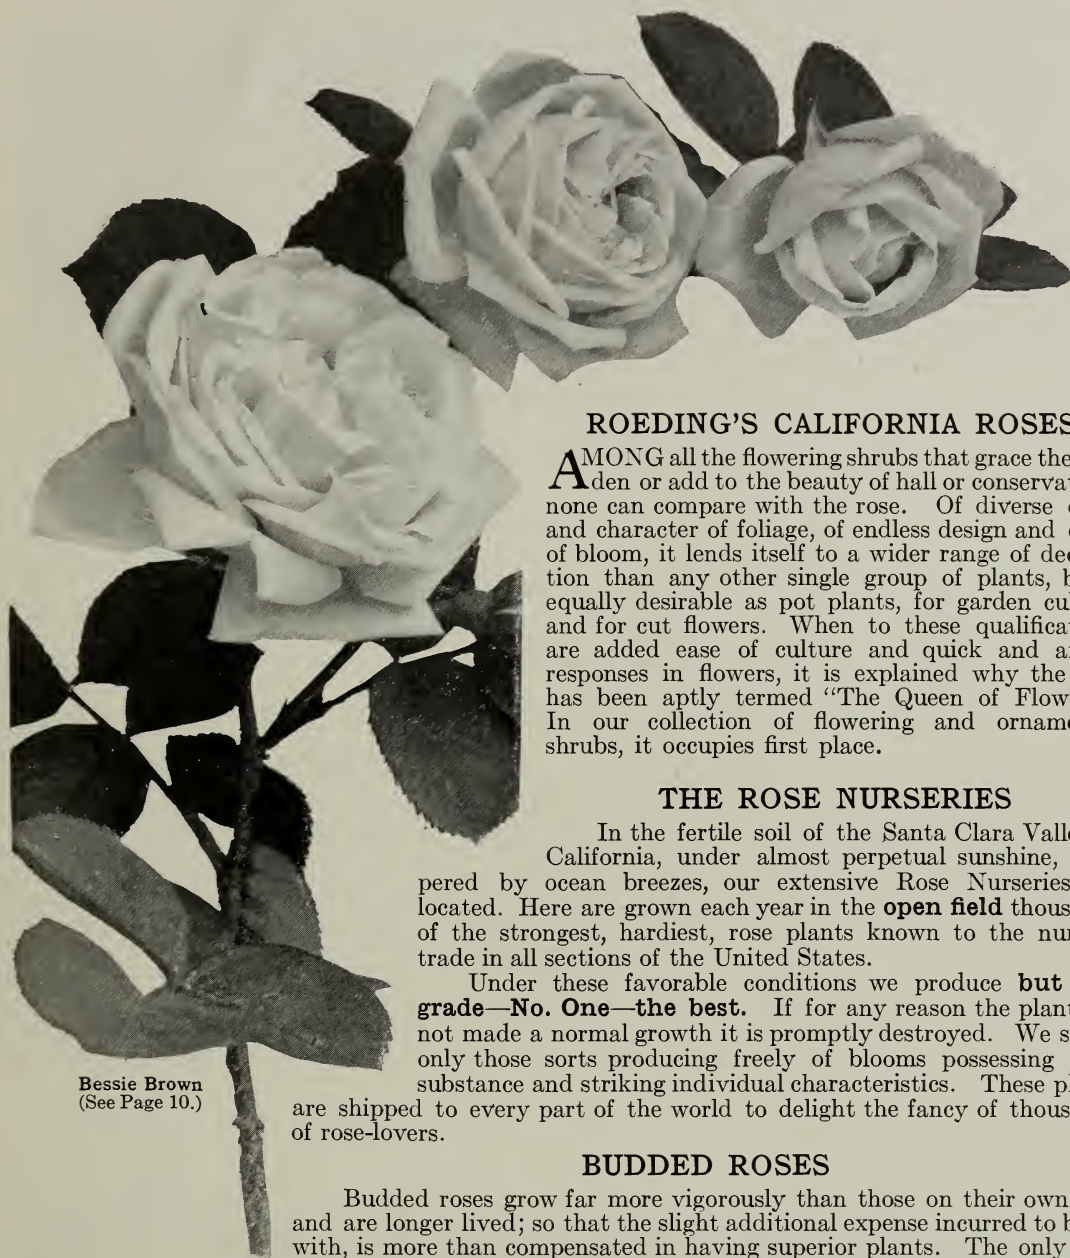 ROEDING'S CALIFORNIA ROSES
AMONG all the flowering shrubs that grace the
den or add to the beauty of hall or conserva
none can compare with the rose. Of diverse
and character of foliage, of endless design and
of bloom, it lends itself to a wider range of dec
tion than any other single group of plants, b
equally desirable as pot plants, for garden cu
and for cut flowers. When to these qualifica
are added ease of culture and quick and a
responses in flowers, it is explained why the
has been aptly termed "The Queen of Flow
In our collection of flowering and orname
shrubs, it occupies first place.
THE ROSE NURSERIES
In the fertile soil of the Santa Clara Vall
California, under almost perpetual sunshine,
pered by ocean breezes, our extensive Rose Nurseries
located. Here are grown each year in the open field thous
of the strongest, hardiest, rose plants known to the nu
trade in all sections of the United States.
Under these favorable conditions we produce but
grade—No. One—the best. If for any reason the plant
not made a normal growth it is promptly destroyed. We s
only those sorts producing freely of blooms possessing
substance and striking individual characteristics. These p
are shipped to every part of the world to delight the fancy of thous
of rose-lovers.
Bessie Brown
(See Page 10.)
BUDDED ROSES
Budded roses grow far more vigorously than those on their own
and are longer lived; so that the slight additional expense incurred to b
with, is more than compensated in having superior plants. The only